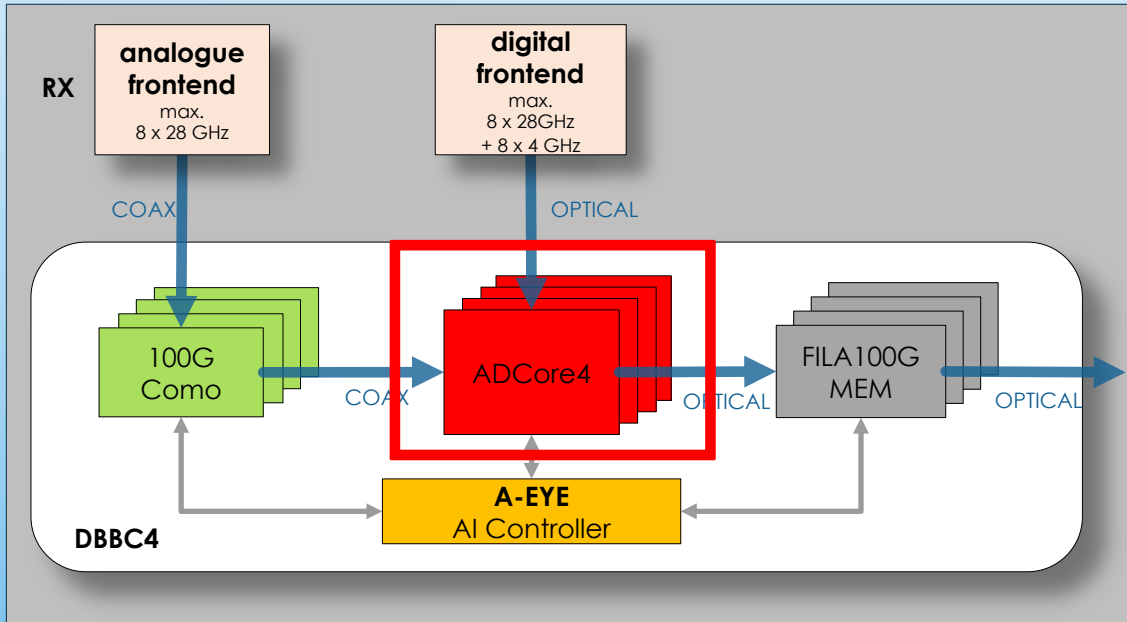 RX
analogue
frontend
max.
8 x 28 GHz
digital
frontend
max.
8 x 28GHz
+ 8 x 4 GHz
COAX
OPTICAL
100G
Como
COAX
ADCore4
OPTICAL
FILA100G
MEM
OPTICAL
A-EYE
AI Controller
DBBC4